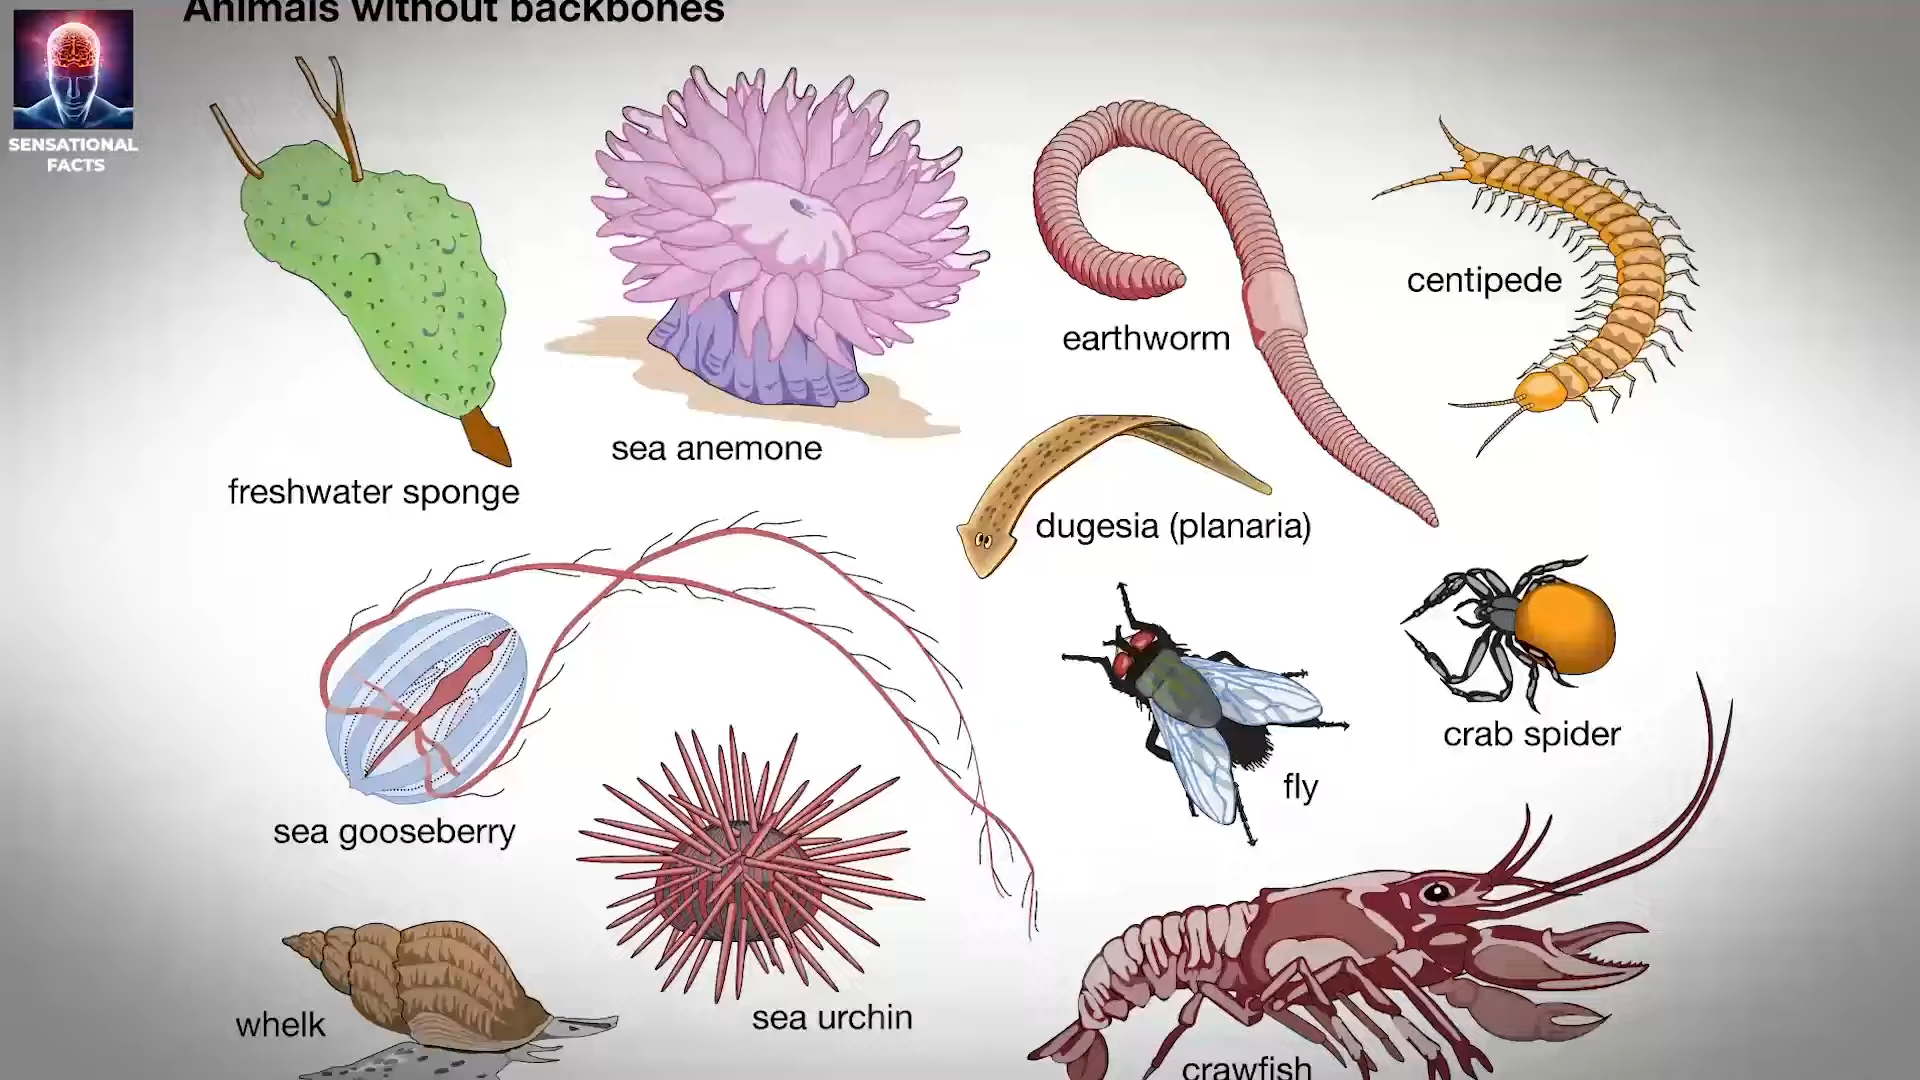 Animals without backbones
SENSATIONAL
FACTS
centipede
earthworm
sea anemone
freshwater sponge
dugesia (planaria)
crab spider
fly
sea gooseberry
sea urchin
whelk
crawfish